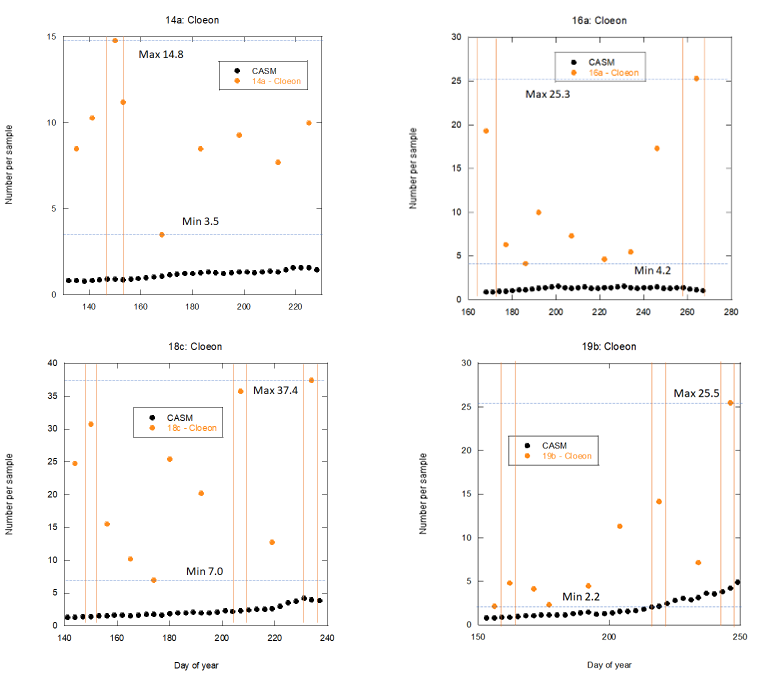 14a: Cloeon
15
10
5
0
Number per sample
Max 14.8
CASM
14a - Cloeon
Min 3.5
140 160 180 200 220
16a: Cloeon
30
25
20
15
10
5
0
Number per sample
CASM
16a - Cloeon
Max 25.3
Min 4.2
160 180 200 220 240 260 280
18c: Cloeon
40
35
30
25
20
15
10
5
0
Number per sample
Max 37.4
CASM
18c - Cloeon
Min 7.0
140 160 180 200 220 240
Day of year
19b: Cloeon
30
25
20
15
10
5
0
Number per sample
Max 25.5
CASM
19b - Cloeon
Min 2.2
150 200 250
Day of year